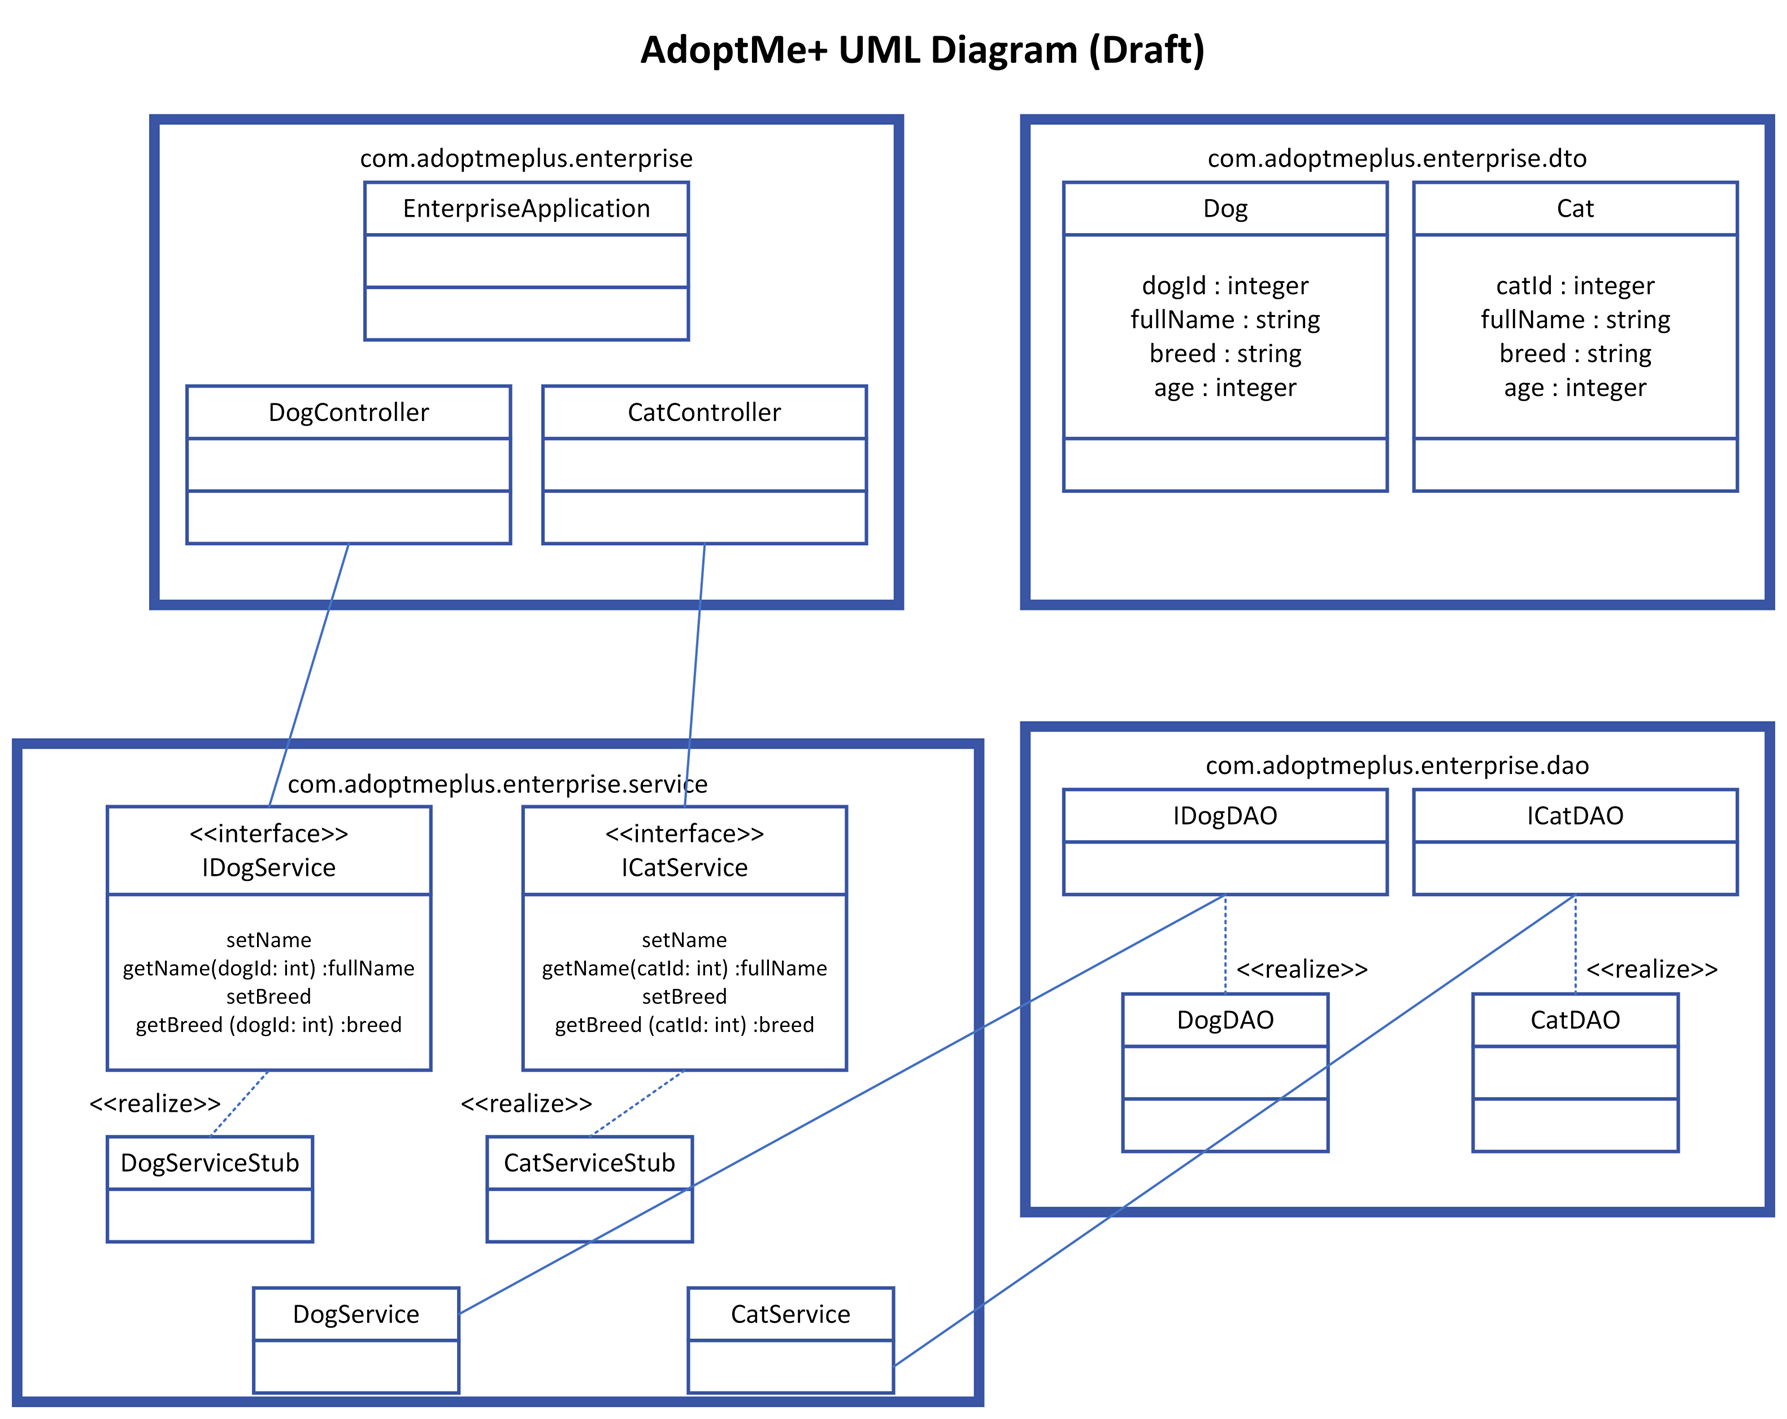 AdoptMe+ UML Diagram (Draft)
com.adoptmeplus.enterprise
EnterpriseApplication
DogController
CatController
com.adoptmeplus.enterprise.dto
Dog
dogId : integer
fullName : string
breed : string
age : integer
Cat
catId : integer
fullName : string
breed : string
age : integer
com.adoptmeplus.enterprise.service
<<interface>>
IDogService
setName
getName(dogId: int) :fullName
setBreed
getBreed (dogId: int) :breed
<<interface>>
ICatService
setName
getName(catId: int) :fullName
setBreed
getBreed (catId: int) :breed
<<realize>>
<<realize>>
DogServiceStub
CatServiceStub
DogService
CatService
com.adoptmeplus.enterprise.dao
IDogDAO
ICatDAO
<<realize>>
<<realize>>
DogDAO
CatDAO